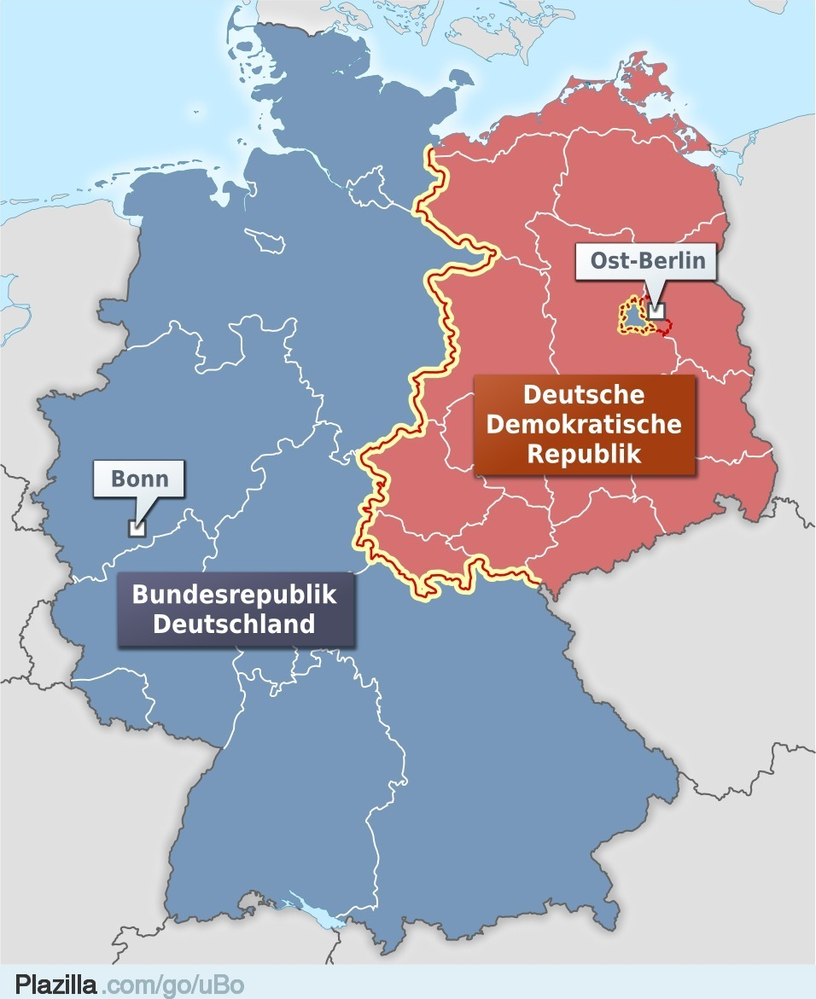 Ost-Berlin
Deutsche
Demokratische
Republik
Bonn
Bundesrepublik
Deutschland
Plazilla.com/go/uBo